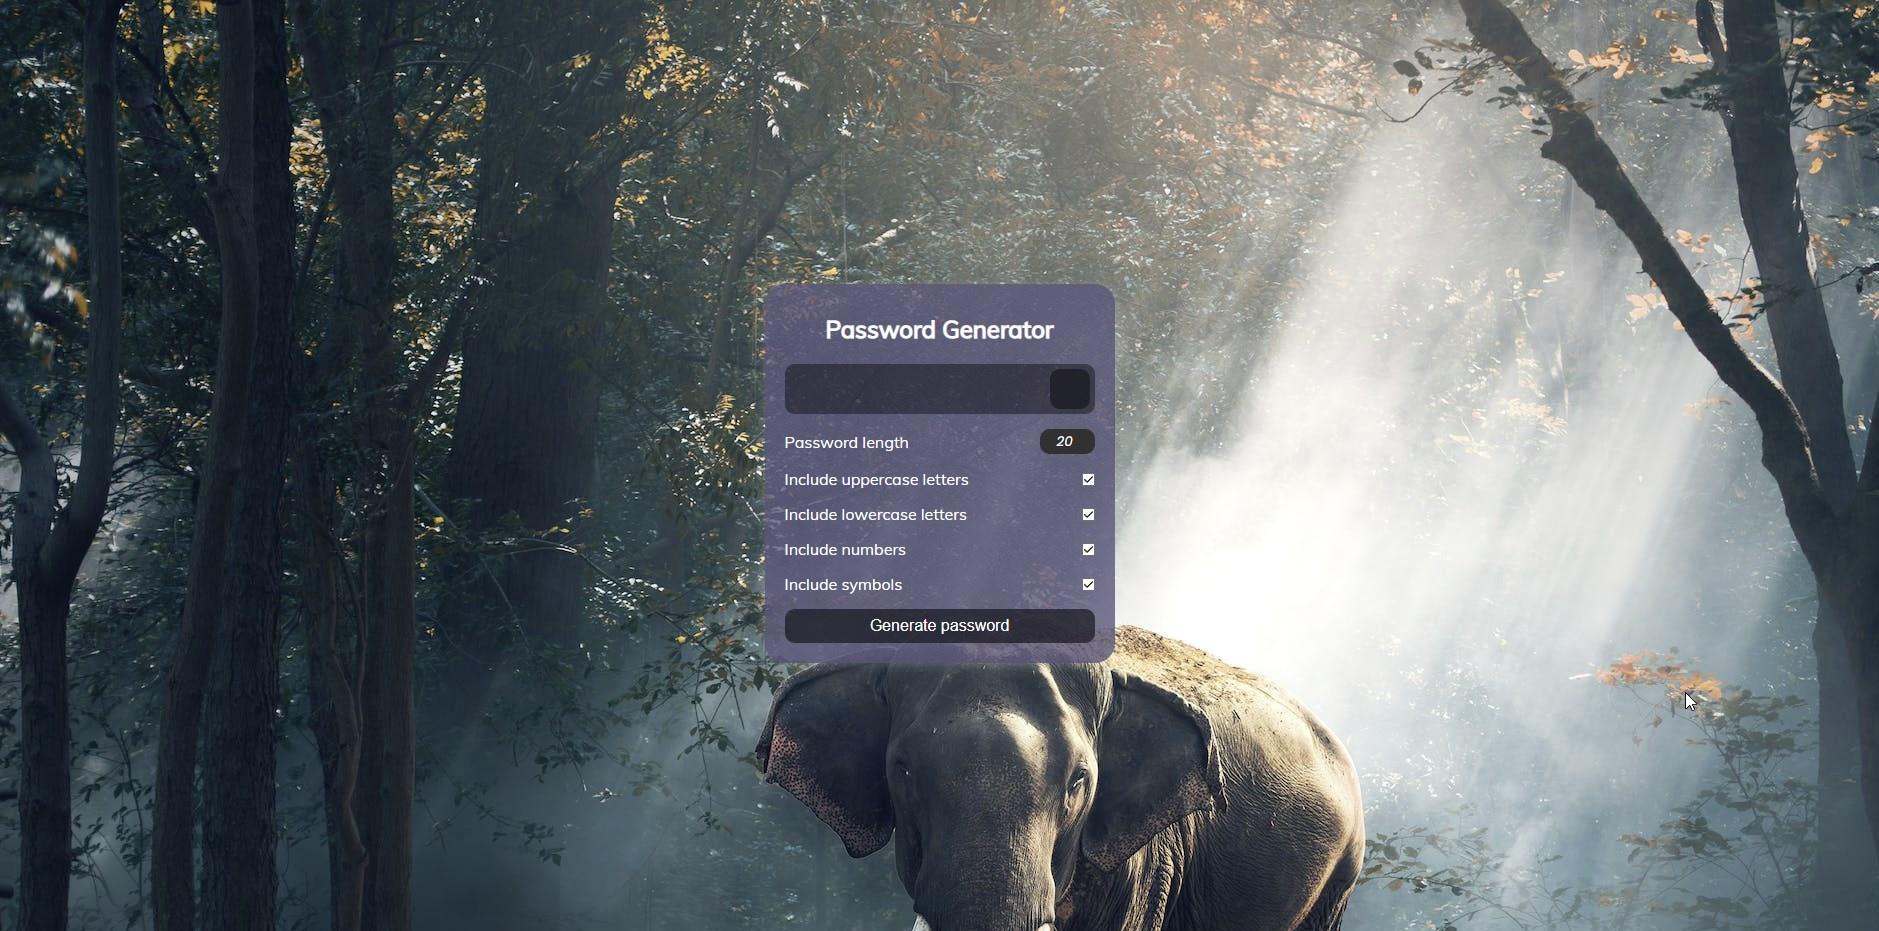 Password Generator
Password length 20
Include uppercase letters
Include lowercase letters
Include numbers
Include symbols
Generate password